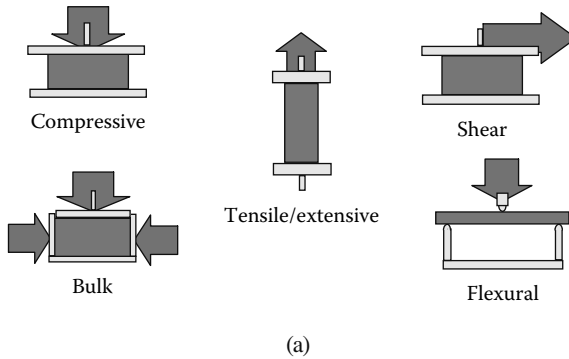 Compressive
Shear
Tensile/extensive
Bulk
Flexural
(a)